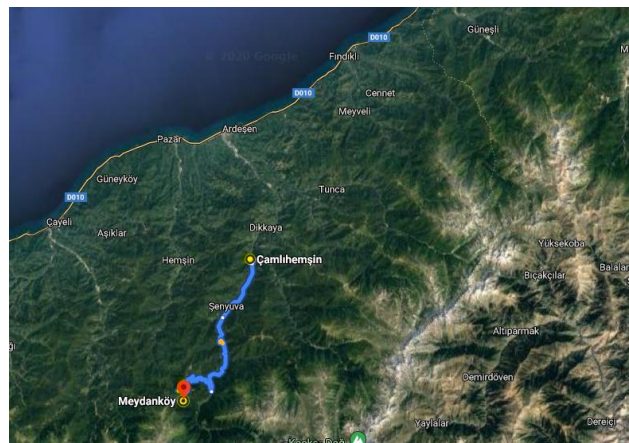 © 2020 Google
Güneşli
D010
Fındıklı
Cennet
D010
Meyveli
Ardeşen
Pazar
Güneyköy
Tunca
D010
Çayeli
Dikkaya
Aşıklar
Yüksekoba
Hemşin
Çamlıhemşin
Bıçakçılar
Şenyuva
Altıparmak
Demirdöven
Meydanköy
Yaylalar
Dereiçi